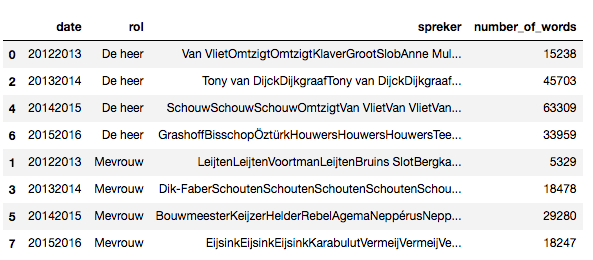 date rol spreker number_of_words
0 20122013 De heer Van VlietOmtzigtOmtzigtKlaverGrootSlobAnne Mul... 15238
2 20132014 De heer Tony van DijckDijkgraafTony van DijckDijkgraaf... 45703
4 20142015 De heer SchouwSchouwSchouwOmtzigtVan VlietVan VlietVan... 63309
6 20152016 De heer GrashoffBisschopÖztürkHouwersHouwersHouwersTee... 33959
1 20122013 Mevrouw LeijtenLeijtenVoortmanLeijtenBruins SlotBergka... 5329
3 20132014 Mevrouw Dik-FaberSchoutenSchoutenSchoutenSchoutenSchou... 18478
5 20142015 Mevrouw BouwmeesterKeijzerHelderRebelAgemaNeppérusNepp... 29280
7 20152016 Mevrouw EijsinkEijsinkEijsinkKarabulutVermeijVermeijVe... 18247